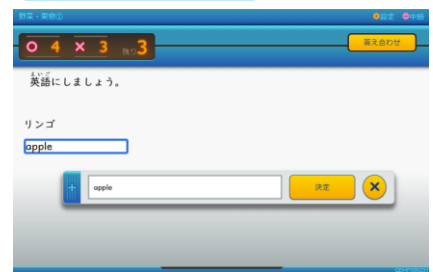 野菜・果物①
設定 中断
○ 4 × 3 残り3
答え合わせ
えいご
英語にしましょう。
リンゴ
apple
+ apple 決定 ×